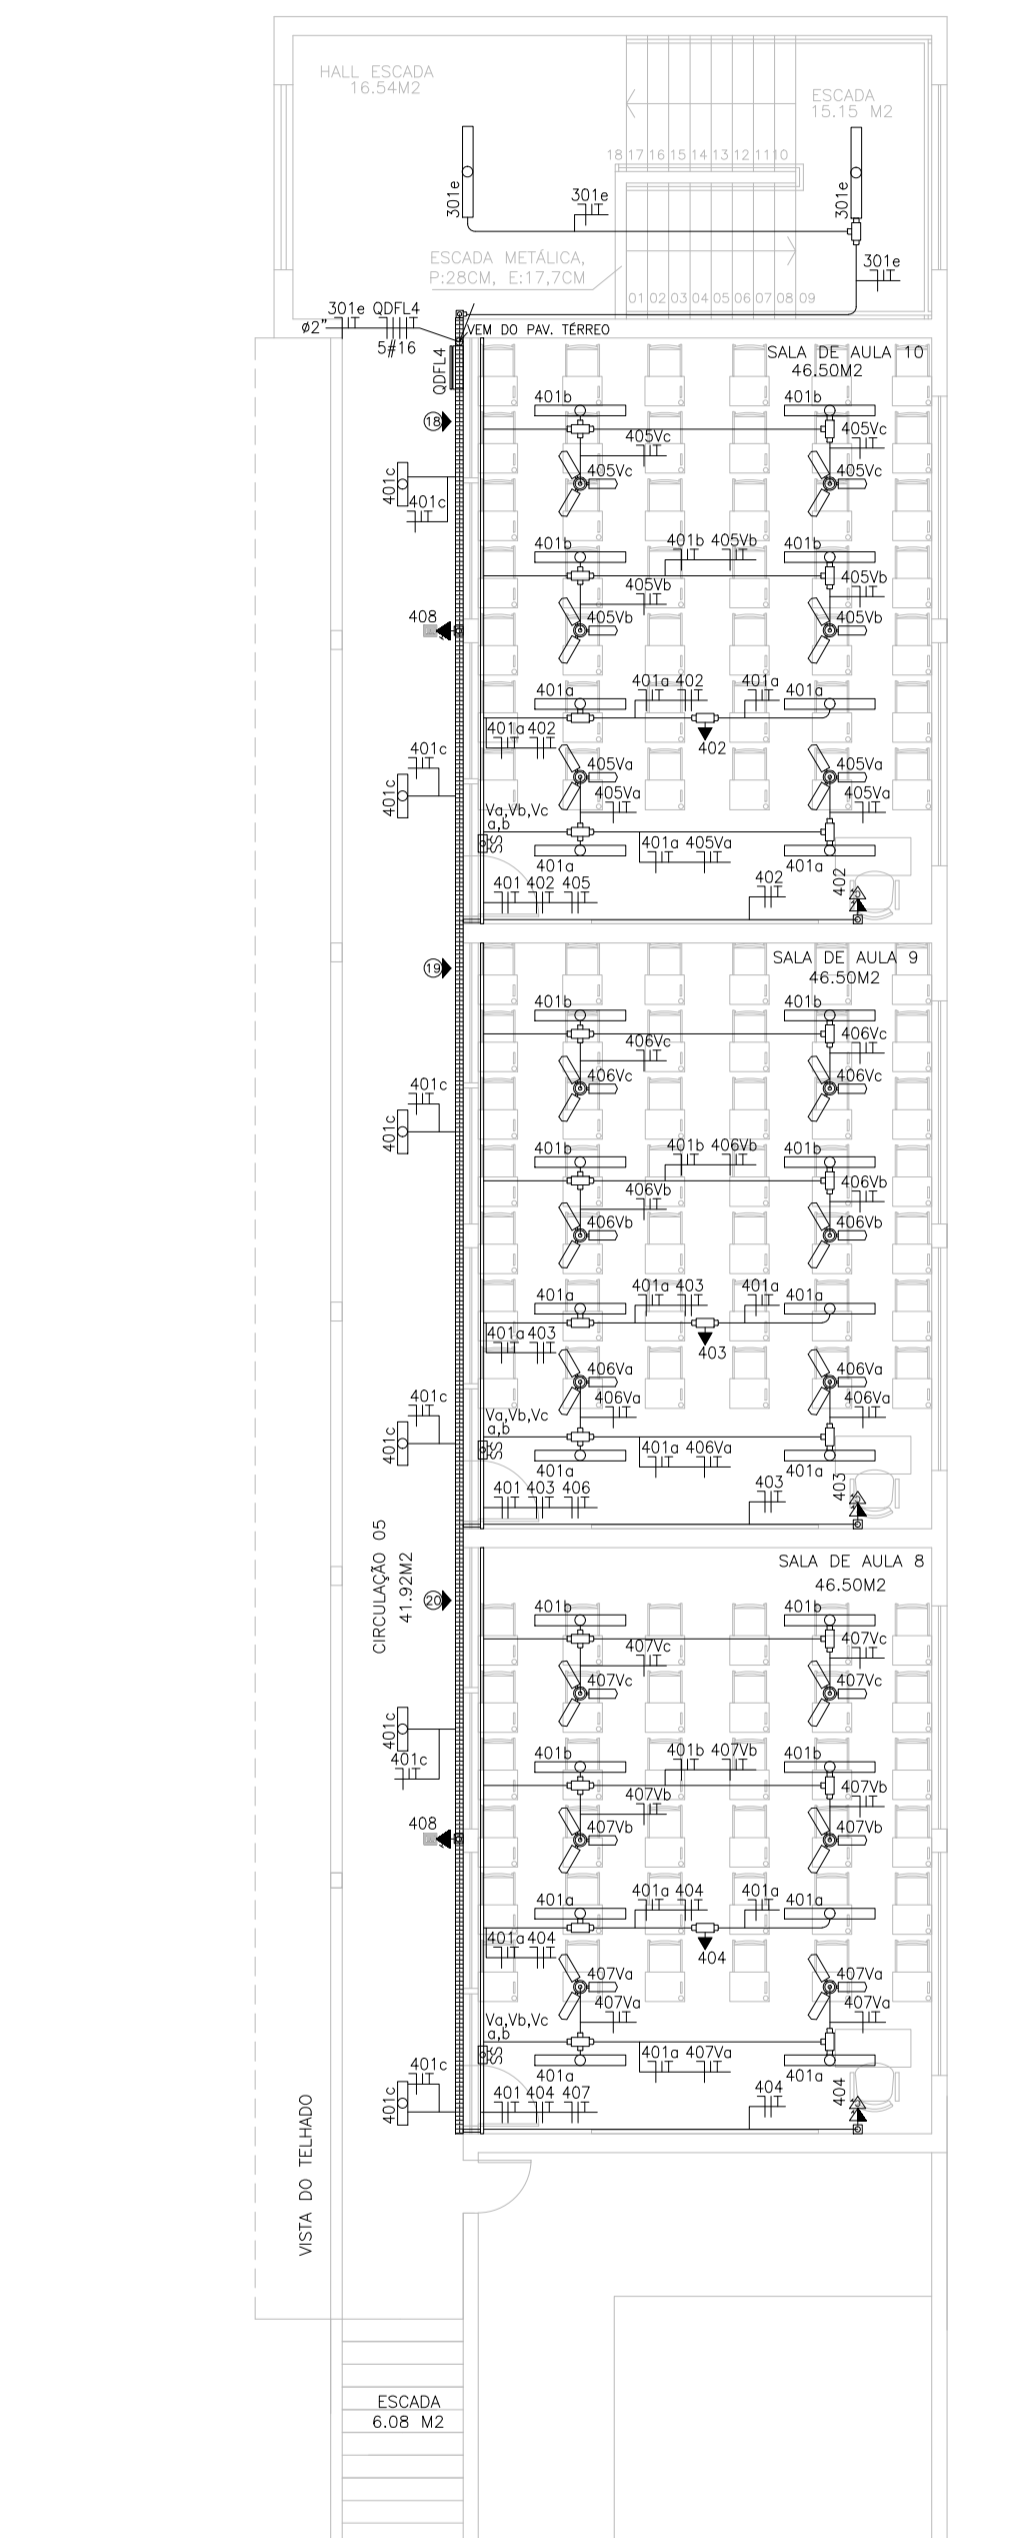 HALL ESCADA
16.54M2
ESCADA
15.15 M2
18 17 16 15 14 13 12 11 10
301e
301e
301e
ESCADA METÁLICA,
P:28CM, E:17,7CM
301e
01 02 03 04 05 06 07 08 09
301e QDFL4
ø2"
5#16
VEM DO PAV. TÉRREO
QDFL4
SALA DE AULA 10
46.50M2
401b 401b
18
405Vc 405Vc
405Vc 405Vc
401c
401c
401b 401b 405Vb 401b
405Vb 405Vb
408
405Vb 405Vb
401a 401a 402 401a 401a
401a 402
402
401c
401c
405Va 405Va
405Va 405Va
Va,Vb,Vc
a,b
SS
401a 405Va
401a 401a
401 402 405
402
402
19
SALA DE AULA 9
46.50M2
401b 401b
406Vc 406Vc
406Vc 406Vc
401c
401c
401b 401b 406Vb 401b
406Vb 406Vb
406Vb 406Vb
401a 401a 403 401a 401a
401a 403
403
406Va 406Va
406Va 406Va
401c
401c
Va,Vb,Vc
a,b
SS
401a 406Va
401a 401a
401 403 406
403
403
CIRCULAÇÃO 05
41.92M2
20
SALA DE AULA 8
46.50M2
401b 401b
407Vc 407Vc
407Vc 407Vc
401c
401c
401b 401b 407Vb 401b
407Vb 407Vb
408
407Vb 407Vb
401a 401a 404 401a 401a
401a 404
404
407Va 407Va
407Va 407Va
Va,Vb,Vc
a,b
SS
401a 407Va
401a 401a
401c
401c
401 404 407
404
404
VISTA DO TELHADO
ESCADA
6.08 M2